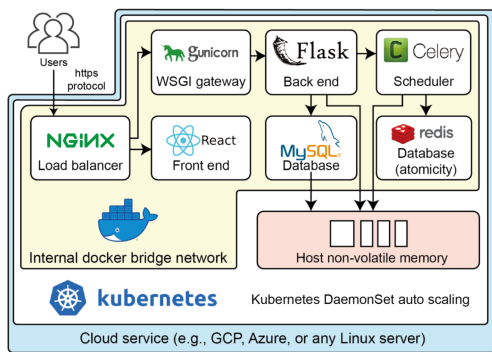 Users
https
protocol
gunicorn
WSGI gateway
Flask
Back end
C
Celery
Scheduler
NGINX
Load balancer
React
Front end
MySQL
Database
redis
Database
(atomicity)
Internal docker bridge network
Host non-volatile memory
kubernetes
Kubernetes DaemonSet auto scaling
Cloud service (e.g., GCP, Azure, or any Linux server)